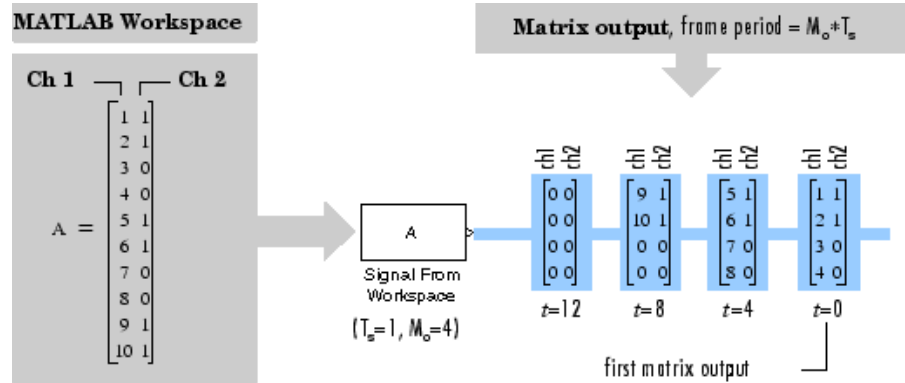 MATLAB Workspace
Matrix output, frame period = Mo*Ts
Ch 1 Ch 2
1 1
2 1
3 0
4 0
5 1
6 1
7 0
8 0
9 1
10 1
A =
A
Signal From
Workspace
(Ts=1, Mo=4)
ch1 ch2
0 0
0 0
0 0
0 0
t=12
ch1 ch2
9 1
10 1
0 0
0 0
t=8
ch1 ch2
5 1
6 1
7 0
8 0
t=4
ch1 ch2
1 1
2 1
3 0
4 0
t=0
first matrix output